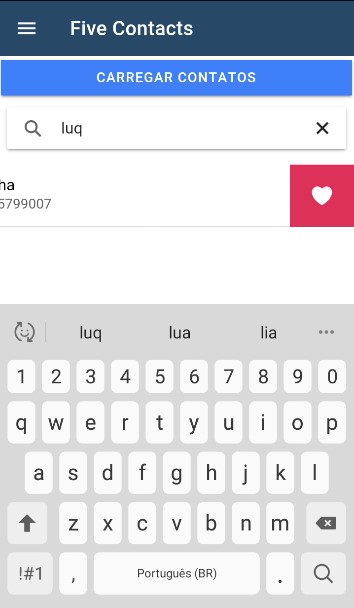 Five Contacts
CARREGAR CONTATOS
luq
ha
5799007
luq lua lia
1 2 3 4 5 6 7 8 9 0
q w e r t y u i o p
a s d f g h j k l
z x c v b n m
!#1 , Português (BR) .